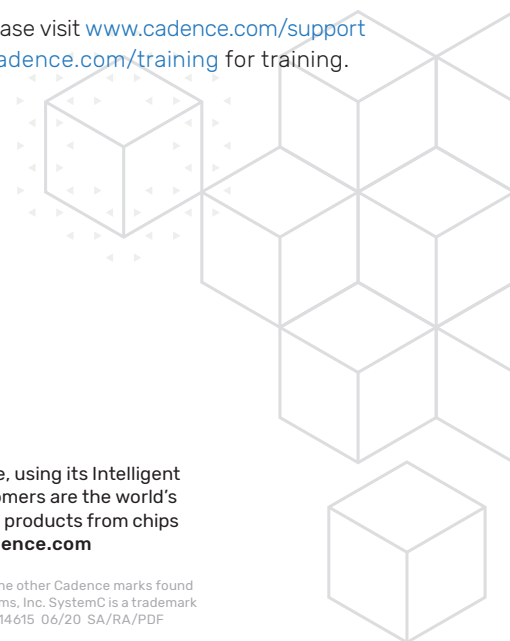 ase visit www.cadence.com/support
adence.com/training for training.
e, using its Intelligent
omers are the world's
products from chips
ence.com
he other Cadence marks found
ms, Inc. SystemC is a trademark
14615 06/20 SA/RA/PDF